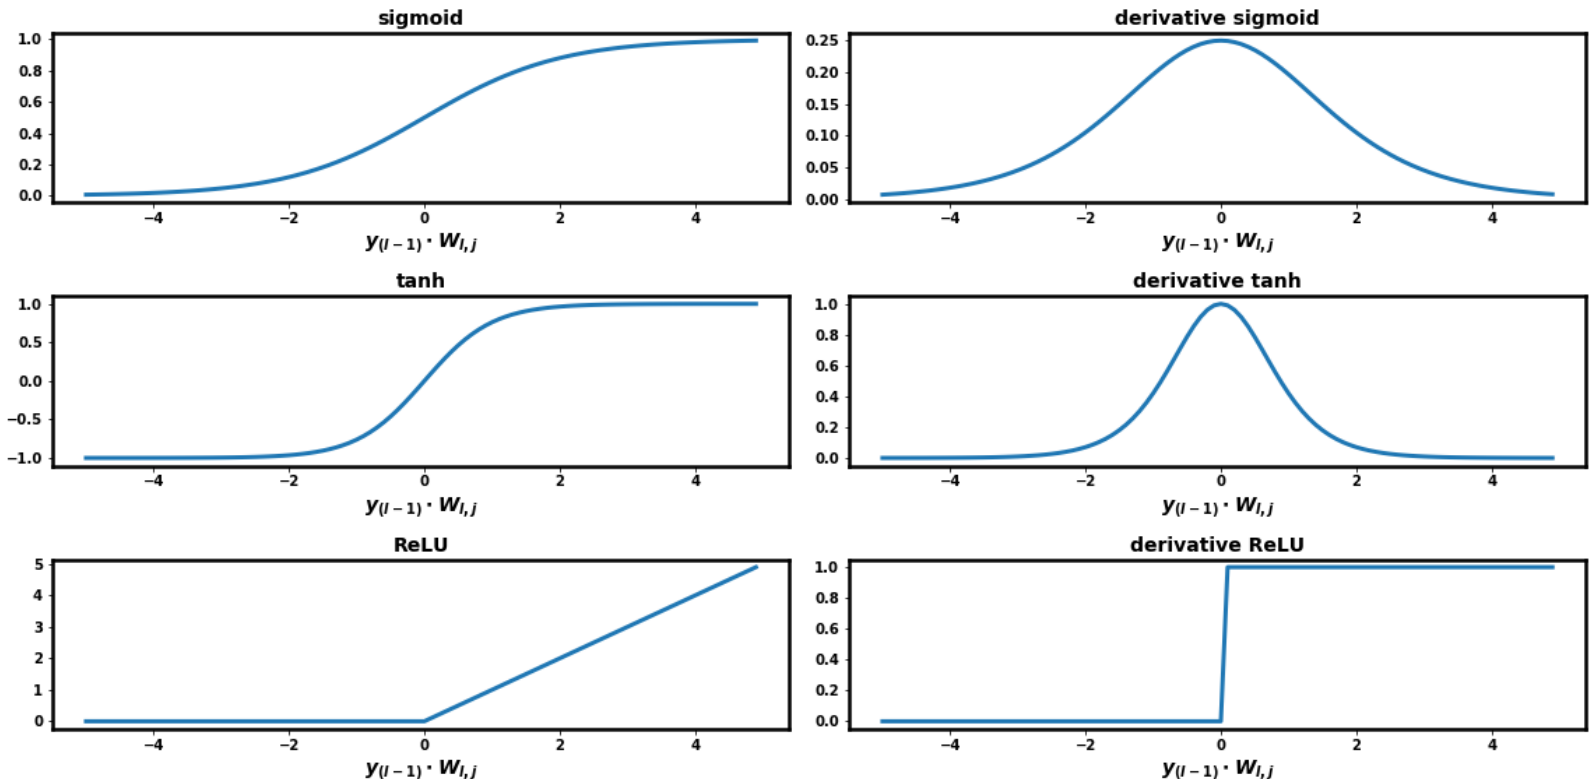 sigmoid
1.0
0.8
0.6
0.4
0.2
0.0
−4 −2 0 2 4
y(l − 1) · Wl, j
derivative sigmoid
0.25
0.20
0.15
0.10
0.05
0.00
−4 −2 0 2 4
y(l − 1) · Wl, j
tanh
1.0
0.5
0.0
−0.5
−1.0
−4 −2 0 2 4
y(l − 1) · Wl, j
derivative tanh
1.0
0.8
0.6
0.4
0.2
0.0
−4 −2 0 2 4
y(l − 1) · Wl, j
ReLU
5
4
3
2
1
0
−4 −2 0 2 4
y(l − 1) · Wl, j
derivative ReLU
1.0
0.8
0.6
0.4
0.2
0.0
−4 −2 0 2 4
y(l − 1) · Wl, j